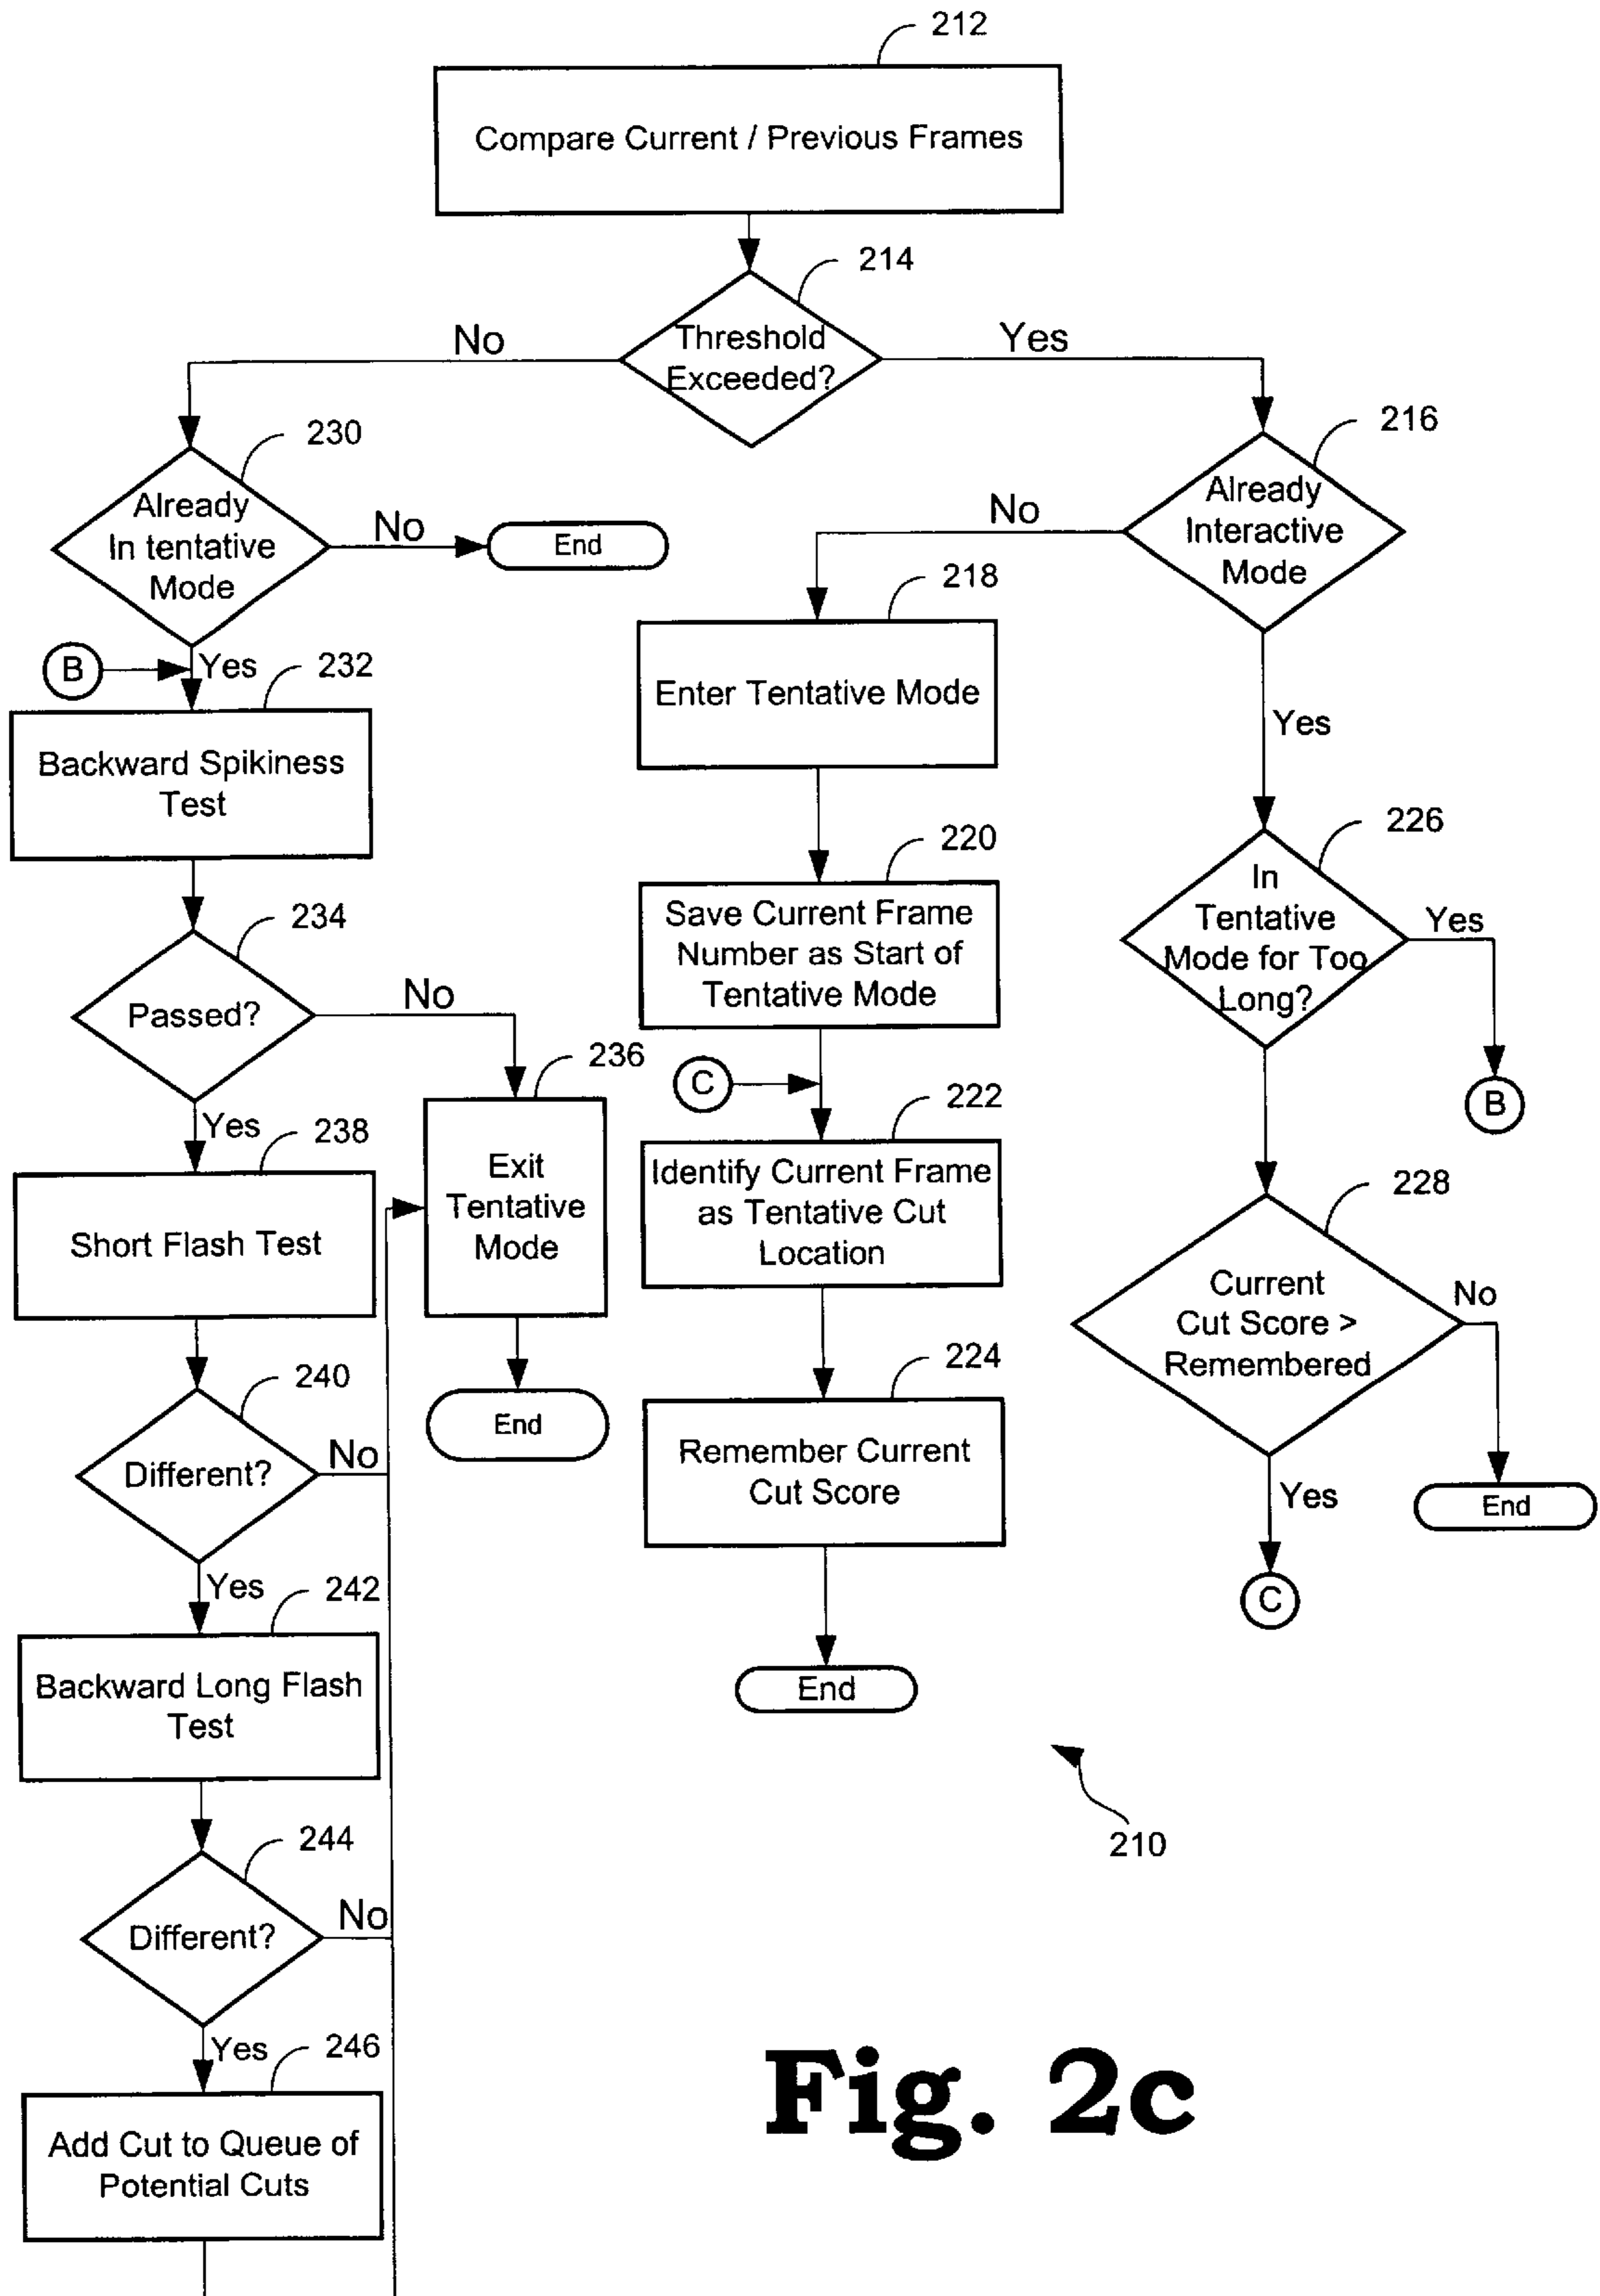 212
Compare Current / Previous Frames
214
Threshold
Exceeded?
No
Yes
230
Already
In tentative
Mode
No
End
216
Already
Interactive
Mode
No
218
Enter Tentative Mode
B
Yes
232
Backward Spikiness
Test
Yes
220
Save Current Frame
Number as Start of
Tentative Mode
226
In
Tentative
Mode for Too
Long?
Yes
B
234
Passed?
No
236
Exit
Tentative
Mode
End
C
222
Identify Current Frame
as Tentative Cut
Location
Yes
238
Short Flash Test
228
Current
Cut Score >
Remembered
No
End
Yes
C
224
Remember Current
Cut Score
End
240
Different?
No
Yes
242
Backward Long Flash
Test
210
244
Different?
No
Yes
246
Add Cut to Queue of
Potential Cuts
Fig. 2c